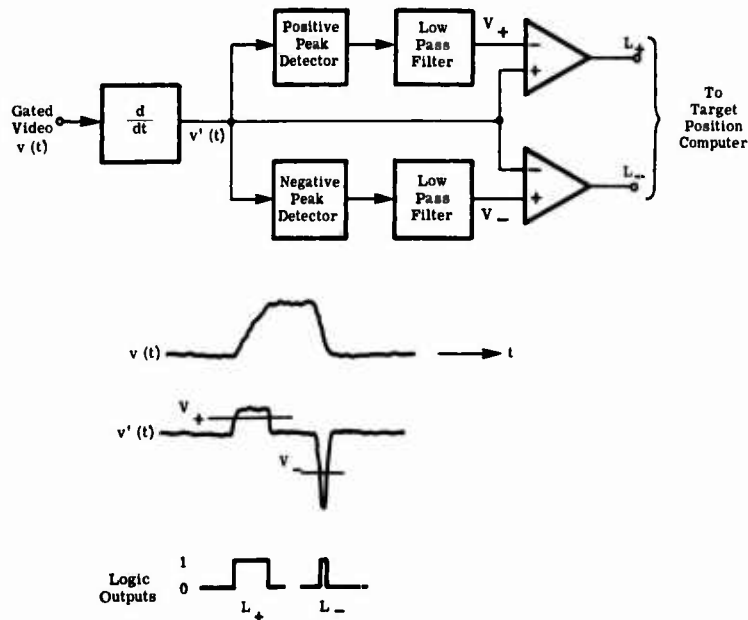 Positive
Peak
Detector
Low
Pass
Filter
V +
−
+
L +
Gated
Video
v (t)
d
dt
v' (t)
To
Target
Position
Computer
Negative
Peak
Detector
Low
Pass
Filter
V −
−
+
L −
v (t)
t
V +
v' (t)
V −
Logic
Outputs
1
0
L +
L −